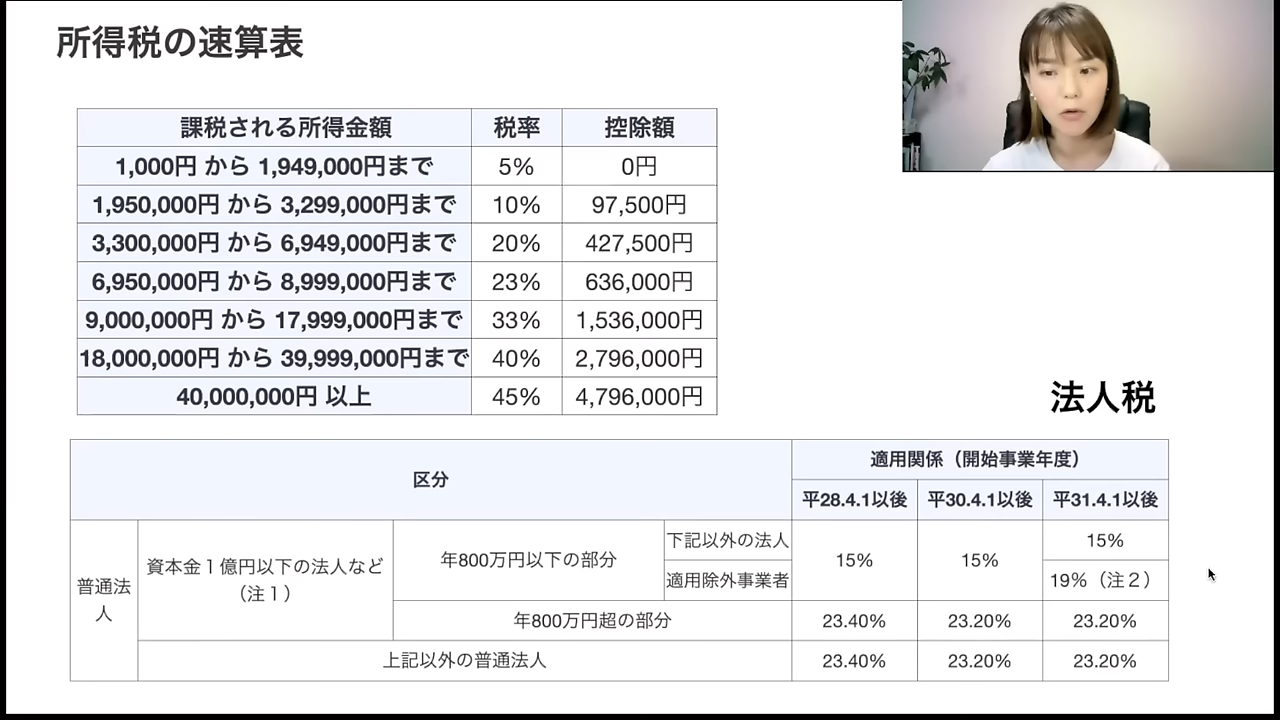 所得税の速算表
課税される所得金額 税率 控除額
1,000円 から 1,949,000円まで 5% 0円
1,950,000円 から 3,299,000円まで 10% 97,500円
3,300,000円 から 6,949,000円まで 20% 427,500円
6,950,000円 から 8,999,000円まで 23% 636,000円
9,000,000円 から 17,999,000円まで 33% 1,536,000円
18,000,000円 から 39,999,000円まで 40% 2,796,000円
40,000,000円 以上 45% 4,796,000円
法人税
区分
適用関係（開始事業年度）
平28.4.1以後 平30.4.1以後 平31.4.1以後
普通法
人
資本金１億円以下の法人など
（注１）
年800万円以下の部分
下記以外の法人
15% 15% 15%
適用除外事業者
19%（注２）
年800万円超の部分 23.40% 23.20% 23.20%
上記以外の普通法人 23.40% 23.20% 23.20%